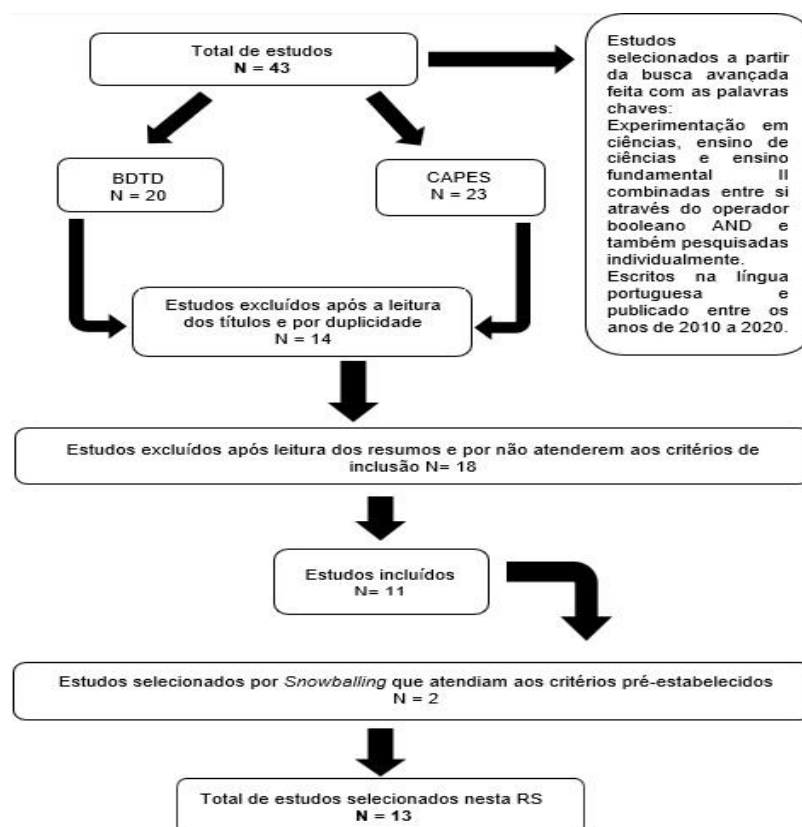 Total de estudos
N = 43
Estudos
selecionados a partir
da busca avançada
feita com as palavras
chaves:
Experimentação em
ciências, ensino de
ciências e ensino
fundamental II
combinadas entre si
através do operador
booleano AND e
também pesquisadas
individualmente.
Escritos na língua
portuguesa e
publicado entre os
anos de 2010 a 2020.
BDTD
N = 20
CAPES
N = 23
Estudos excluídos após a leitura
dos títulos e por duplicidade
N = 14
Estudos excluídos após leitura dos resumos e por não atenderem aos critérios de
inclusão N= 18
Estudos incluídos
N= 11
Estudos selecionados por Snowballing que atendiam aos critérios pré-estabelecidos
N = 2
Total de estudos selecionados nesta RS
N = 13